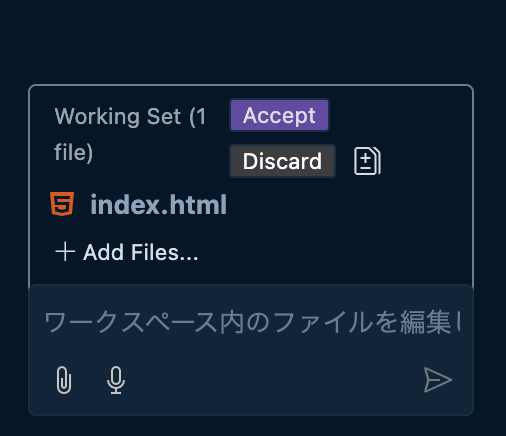 Working Set (1
file)
Accept
Discard
index.html
Add Files...
ワークスペース内のファイルを編集し